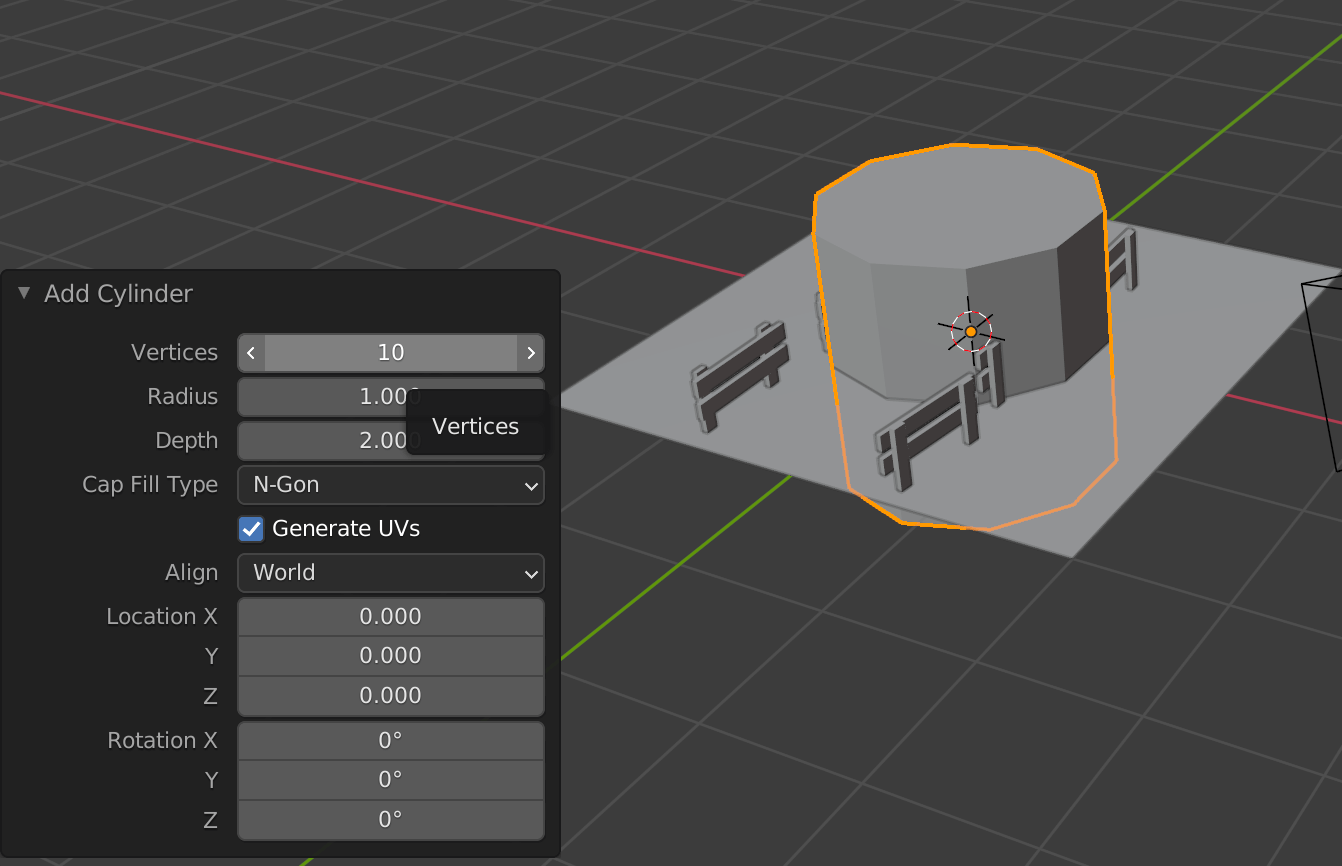 Add Cylinder
Vertices 10
Radius 1.000
Depth 2.000
Vertices
Cap Fill Type N-Gon
Generate UVs
Align World
Location X 0.000
Y 0.000
Z 0.000
Rotation X 0°
Y 0°
Z 0°